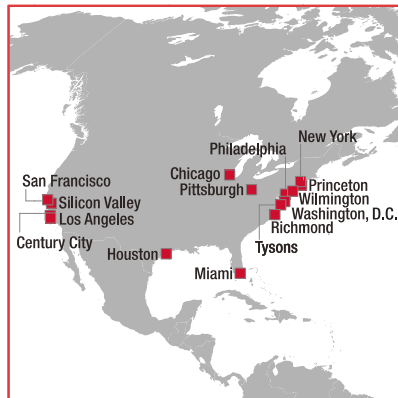 New York
Philadelphia
Chicago
Pittsburgh
Princeton
Wilmington
Washington, D.C.
Richmond
Tysons
San Francisco
Silicon Valley
Los Angeles
Century City
Houston
Miami